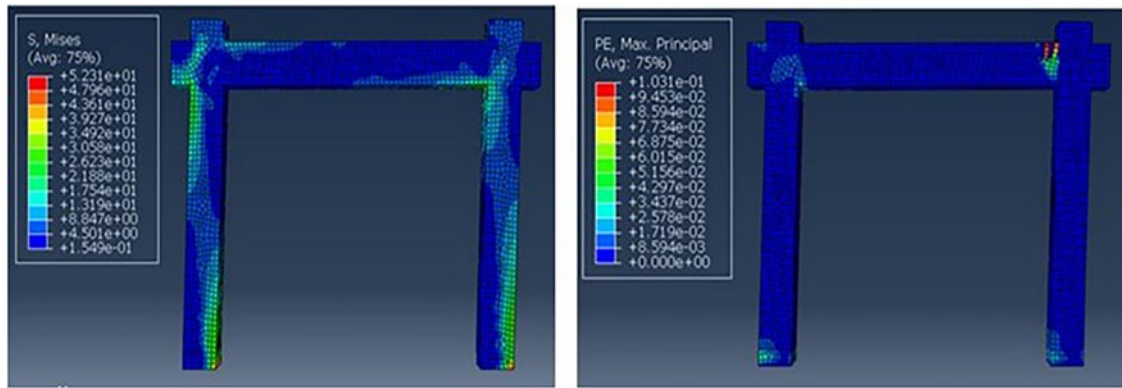 S, Mises
(Avg: 75%)
+5.231e+01
+4.796e+01
+4.361e+01
+3.927e+01
+3.492e+01
+3.058e+01
+2.623e+01
+2.188e+01
+1.754e+01
+1.319e+01
+8.847e+00
+4.501e+00
+1.549e-01
PE, Max. Principal
(Avg: 75%)
+1.031e-01
+9.453e-02
+8.594e-02
+7.734e-02
+6.875e-02
+6.015e-02
+5.156e-02
+4.297e-02
+3.437e-02
+2.578e-02
+1.719e-02
+8.594e-03
+0.000e+00